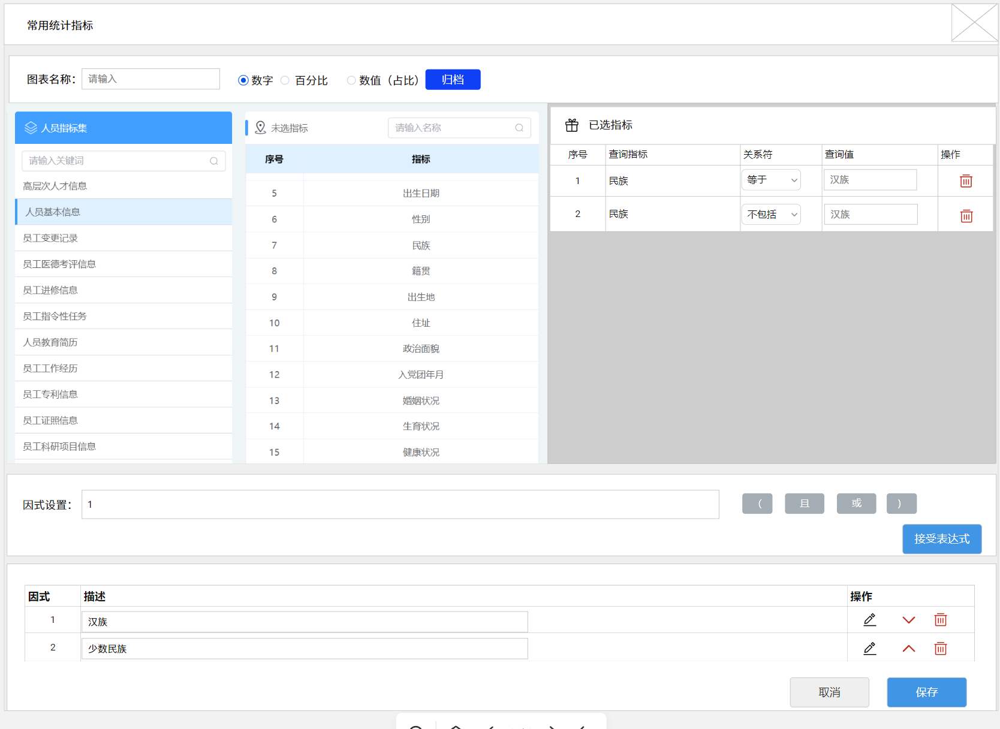 常用统计指标
图表名称： 请输入 数字 百分比 数值（占比） 归档
人员指标集
请输入关键词
高层次人才信息
人员基本信息
员工变更记录
员工医德考评信息
员工进修信息
员工指令性任务
人员教育简历
员工工作经历
员工专利信息
员工证照信息
员工科研项目信息
未选指标 请输入名称
序号 指标
5 出生日期
6 性别
7 民族
8 籍贯
9 出生地
10 住址
11 政治面貌
12 入党团年月
13 婚姻状况
14 生育状况
15 健康状况
已选指标
序号 查询指标 关系符 查询值 操作
1 民族 等于 汉族
2 民族 不包括 汉族
因式设置： 1 ( 且 或 )
接受表达式
因式 描述 操作
1 汉族
2 少数民族
取消 保存